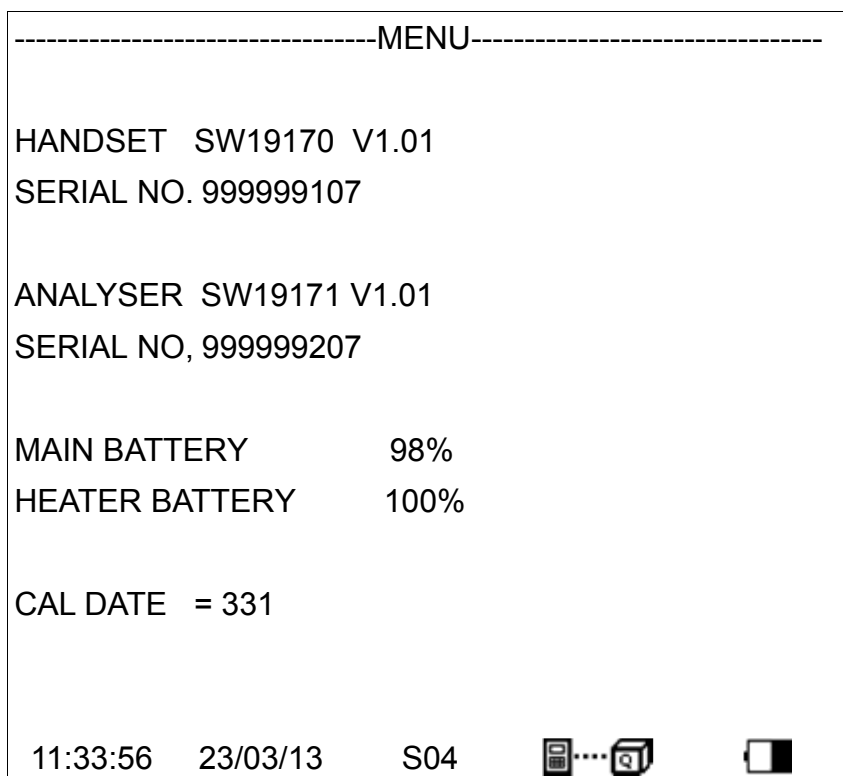 ---------------------------------MENU--------------------------------
HANDSET SW19170 V1.01
SERIAL NO. 999999107
ANALYSER SW19171 V1.01
SERIAL NO, 999999207
MAIN BATTERY 98%
HEATER BATTERY 100%
CAL DATE = 331
11:33:56 23/03/13 S04 Q